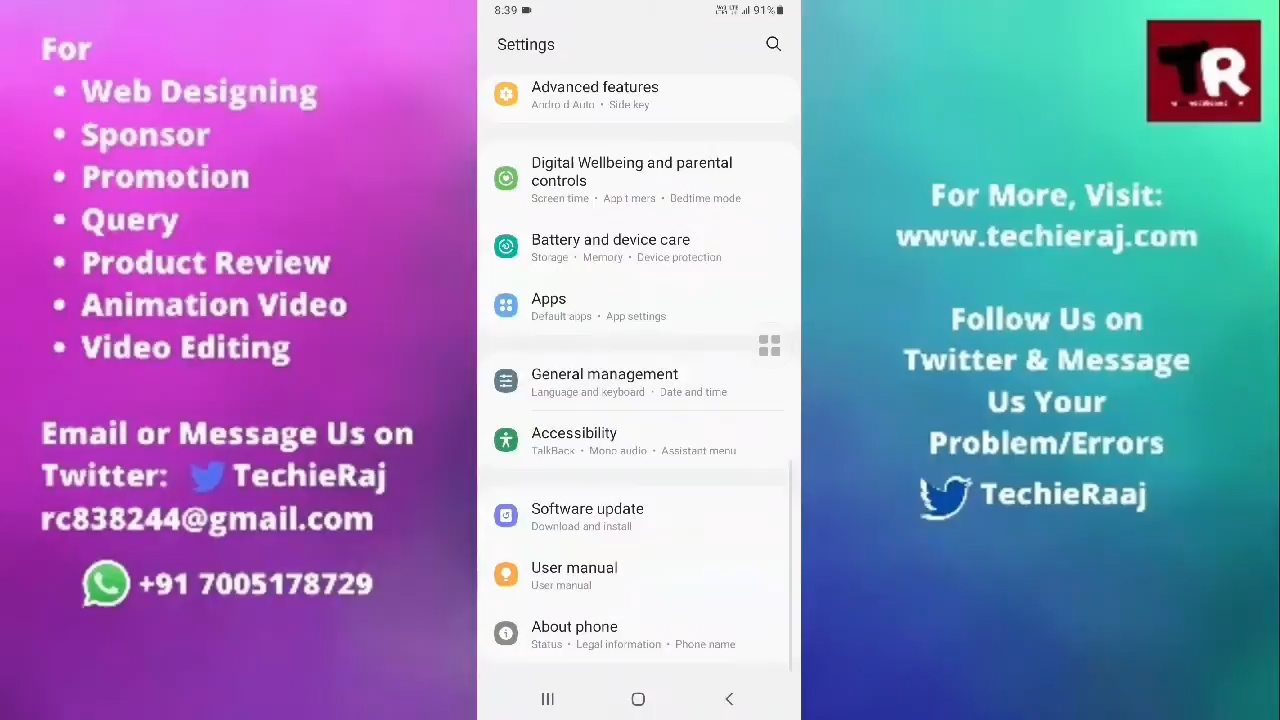 For
• Web Designing
• Sponsor
• Promotion
• Query
• Product Review
• Animation Video
• Video Editing
Email or Message Us on
Twitter: TechieRaj
rc838244@gmail.com
+91 7005178729
8.39
91%
Settings
Advanced features
Android Auto • Side key
Digital Wellbeing and parental
controls
Screen time • App timers • Bedtime mode
Battery and device care
Storage • Memory • Device protection
Apps
Default apps • App settings
General management
Language and keyboard • Date and time
Accessibility
TalkBack • Mono audio • Assistant menu
Software update
Download and install
User manual
User manual
About phone
Status • Legal information • Phone name
TR
For More, Visit:
www.techieraj.com
Follow Us on
Twitter & Message
Us Your
Problem/Errors
TechieRaaj